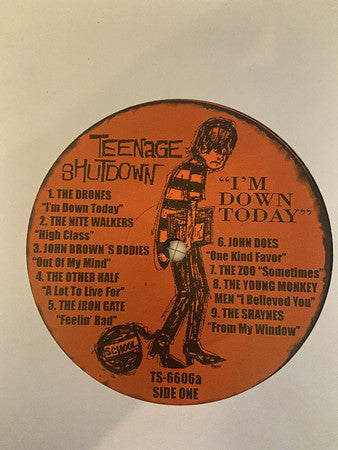 TEENAGE
SHUTDOWN
1. THE DRONES
"I'm Down Today"
2. THE NITE WALKERS
"High Class"
3. JOHN BROWN´S BODIES
"Out Of My Mind"
4. THE OTNER HALF
"A Lot To Live For"
5. THE IRON GATE
"Feelin' Bad"
"I'M
DOWN
TODAY"
6. JOHN DOES
"One Kind Favor"
7. THE ZOO "Sometimes"
8. THE YOUNG MONKEY
MEN "I Believed You"
9. THE SHAYNES
"From My Window"
SCHOOL
TS-6606a
SIDE ONE